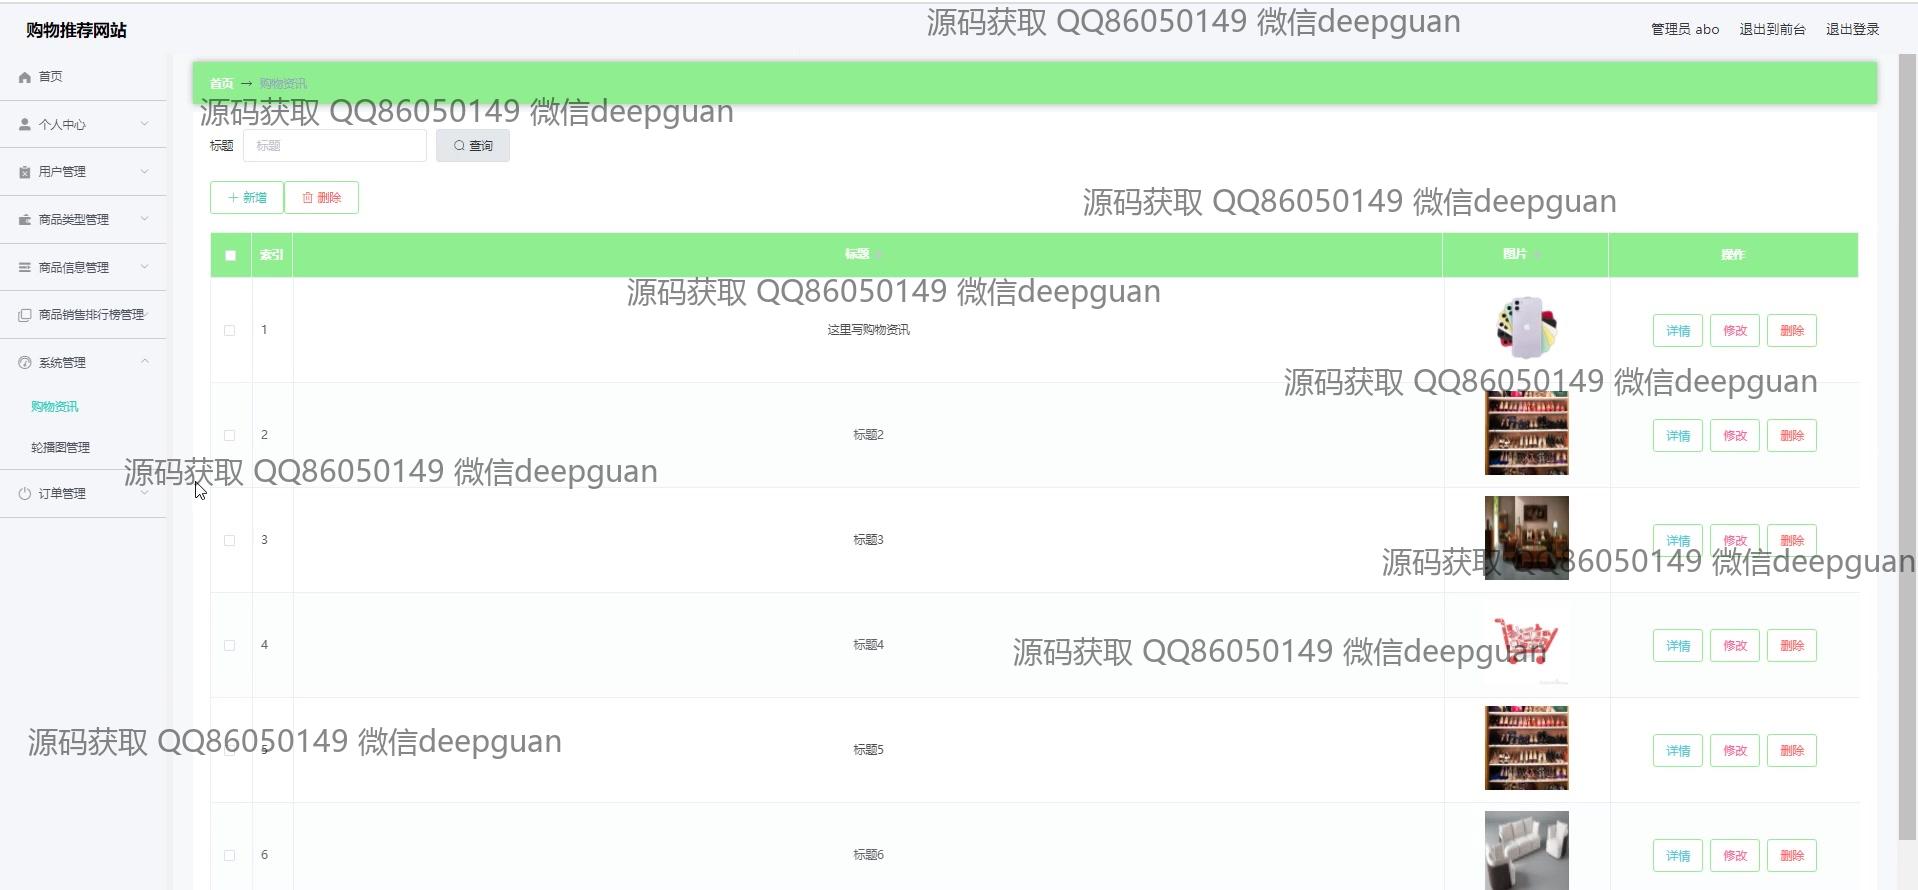 购物推荐网站
源码获取 QQ86050149 微信deepguan
管理员 abo 退出到前台 退出登录
首页
个人中心
用户管理
商品类型管理
商品信息管理
商品销售排行榜管理
系统管理
购物资讯
轮播图管理
订单管理
首页 → 购物资讯
源码获取 QQ86050149 微信deepguan
标题 标题 查询
新增 删除
源码获取 QQ86050149 微信deepguan
索引 标题 图片 操作
源码获取 QQ86050149 微信deepguan
1 这里写购物资讯 详情 修改 删除
源码获取 QQ86050149 微信deepguan
2 标题2 详情 修改 删除
源码获取 QQ86050149 微信deepguan
3 标题3 详情 修改 删除
源码获取 QQ86050149 微信deepguan
4 标题4 详情 修改 删除
源码获取 QQ86050149 微信deepguan
5 标题5 详情 修改 删除
源码获取 QQ86050149 微信deepguan
6 标题6 详情 修改 删除